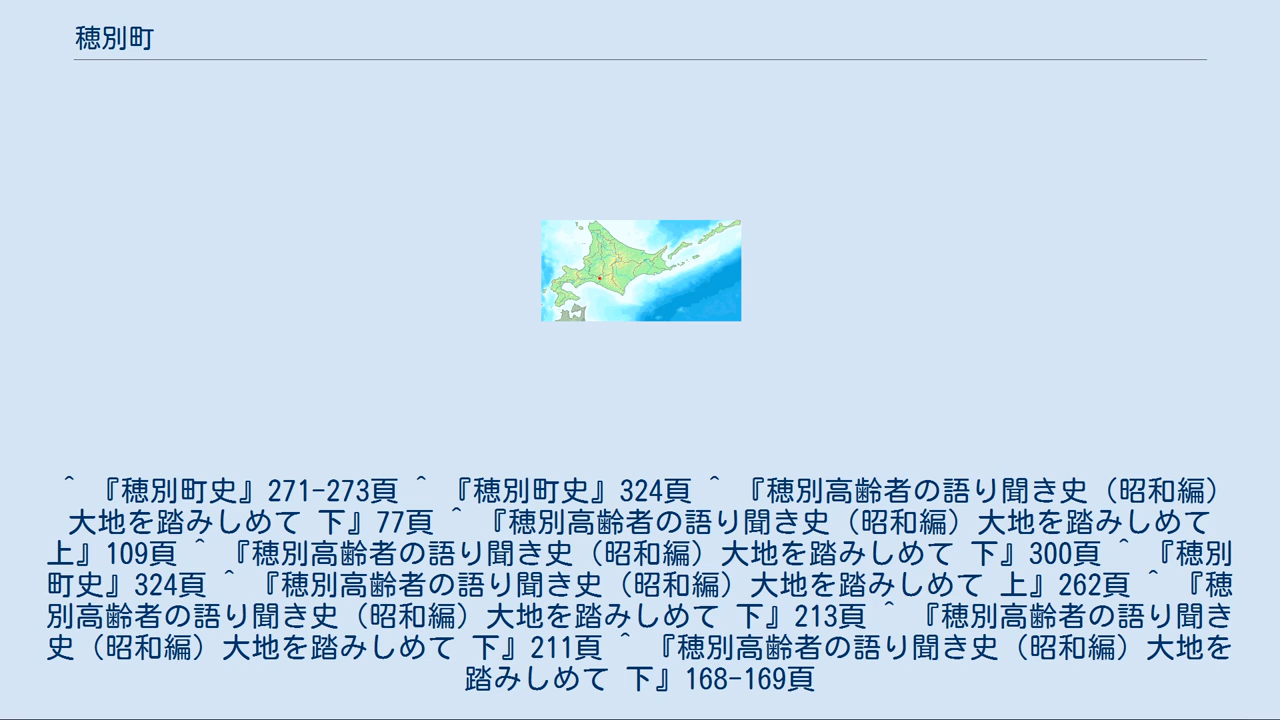 穂別町
^ 『穂別町史』271-273頁 ^ 『穂別町史』324頁 ^ 『穂別高齢者の語り聞き史（昭和編）
大地を踏みしめて 下』77頁 ^ 『穂別高齢者の語り聞き史（昭和編）大地を踏みしめて
上』109頁 ^ 『穂別高齢者の語り聞き史（昭和編）大地を踏みしめて 下』300頁 ^ 『穂別
町史』324頁 ^ 『穂別高齢者の語り聞き史（昭和編）大地を踏みしめて 上』262頁 ^ 『穂
別高齢者の語り聞き史（昭和編）大地を踏みしめて 下』213頁 ^ 『穂別高齢者の語り聞き
史（昭和編）大地を踏みしめて 下』211頁 ^ 『穂別高齢者の語り聞き史（昭和編）大地を
踏みしめて 下』168-169頁